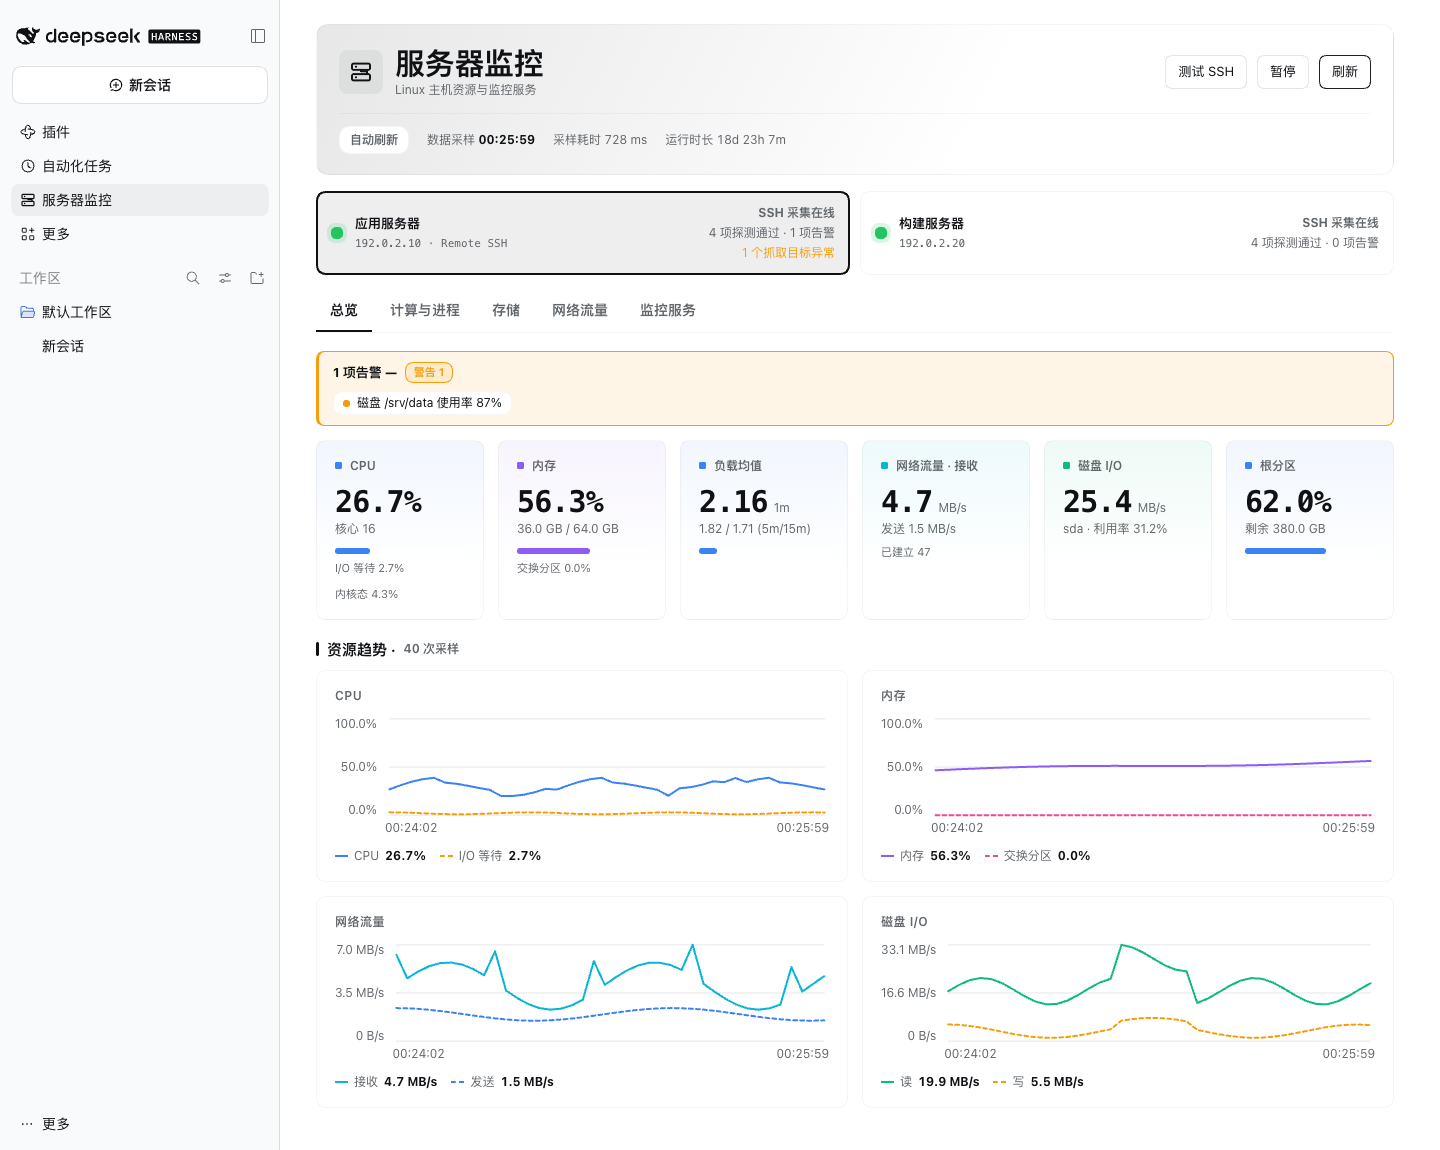 deepseek HARNESS
新会话
插件
自动化任务
服务器监控
更多
工作区
默认工作区
新会话
更多
服务器监控
Linux 主机资源与监控服务
测试 SSH
暂停
刷新
自动刷新
数据采样 00:25:59
采样耗时 728 ms
运行时长 18d 23h 7m
应用服务器
192.0.2.10 · Remote SSH
SSH 采集在线
4 项探测通过 · 1 项告警
1 个抓取目标异常
构建服务器
192.0.2.20
SSH 采集在线
4 项探测通过 · 0 项告警
总览
计算与进程
存储
网络流量
监控服务
1 项告警 — 警告 1
磁盘 /srv/data 使用率 87%
CPU
26.7%
核心 16
I/O 等待 2.7%
内核态 4.3%
内存
56.3%
36.0 GB / 64.0 GB
交换分区 0.0%
负载均值
2.16 1m
1.82 / 1.71 (5m/15m)
网络流量 · 接收
4.7 MB/s
发送 1.5 MB/s
已建立 47
磁盘 I/O
25.4 MB/s
sda · 利用率 31.2%
根分区
62.0%
剩余 380.0 GB
资源趋势 · 40 次采样
CPU
100.0%
50.0%
0.0%
00:24:02
00:25:59
CPU 26.7% I/O 等待 2.7%
内存
100.0%
50.0%
0.0%
00:24:02
00:25:59
内存 56.3% 交换分区 0.0%
网络流量
7.0 MB/s
3.5 MB/s
0 B/s
00:24:02
00:25:59
接收 4.7 MB/s 发送 1.5 MB/s
磁盘 I/O
33.1 MB/s
16.6 MB/s
0 B/s
00:24:02
00:25:59
读 19.9 MB/s 写 5.5 MB/s